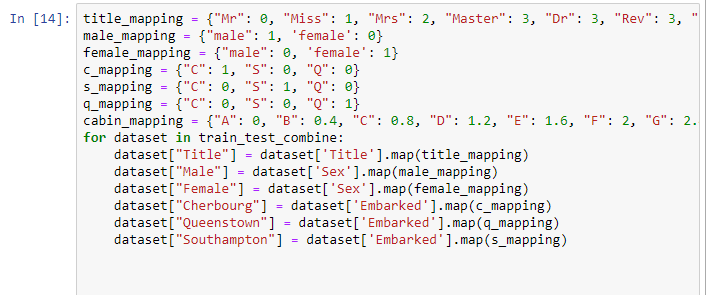 In [14]: title_mapping = {"Mr": 0, "Miss": 1, "Mrs": 2, "Master": 3, "Dr": 3, "Rev": 3, "
male_mapping = {"male": 1, 'female': 0}
female_mapping = {"male": 0, 'female': 1}
c_mapping = {"C": 1, "S": 0, "Q": 0}
s_mapping = {"C": 0, "S": 1, "Q": 0}
q_mapping = {"C": 0, "S": 0, "Q": 1}
cabin_mapping = {"A": 0, "B": 0.4, "C": 0.8, "D": 1.2, "E": 1.6, "F": 2, "G": 2.
for dataset in train_test_combine:
    dataset["Title"] = dataset['Title'].map(title_mapping)
    dataset["Male"] = dataset['Sex'].map(male_mapping)
    dataset["Female"] = dataset['Sex'].map(female_mapping)
    dataset["Cherbourg"] = dataset['Embarked'].map(c_mapping)
    dataset["Queenstown"] = dataset['Embarked'].map(q_mapping)
    dataset["Southampton"] = dataset['Embarked'].map(s_mapping)